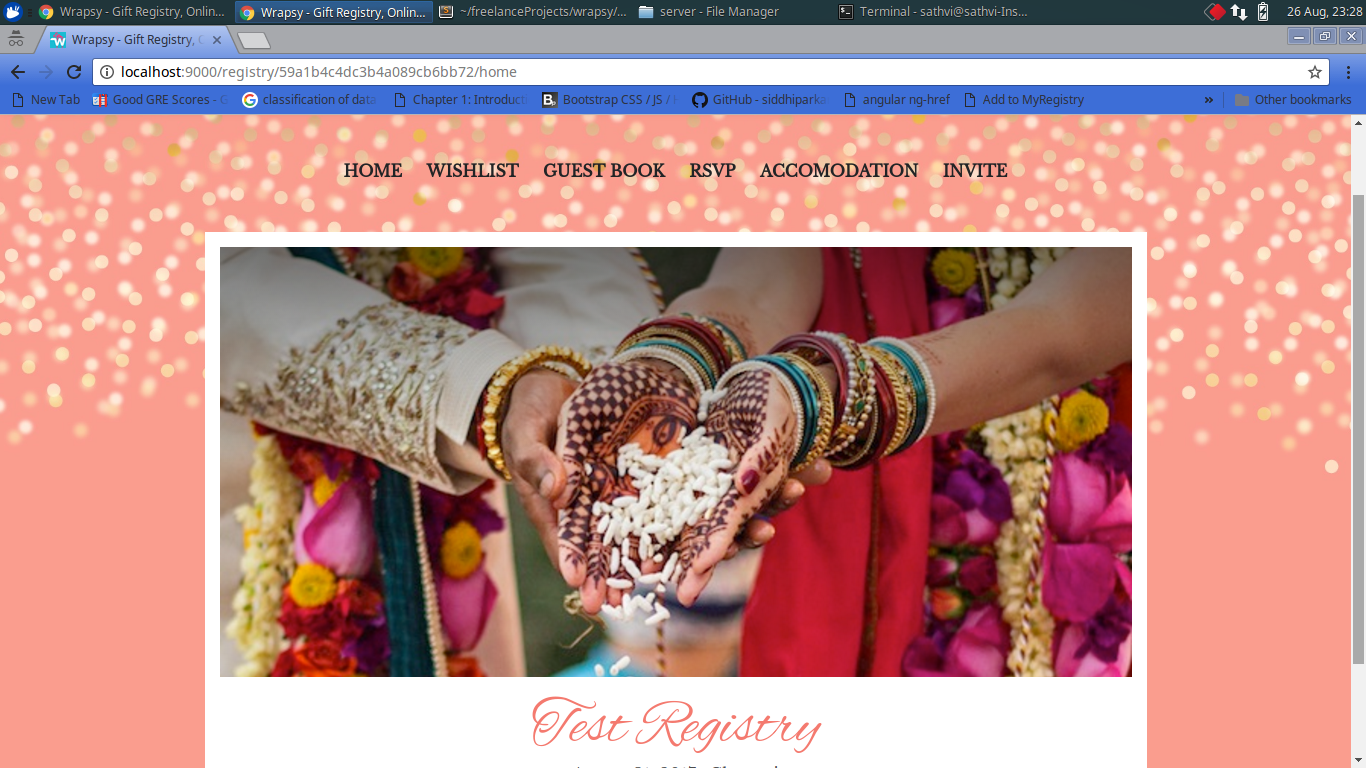 Wrapsy - Gift Registry, Onlin... Wrapsy - Gift Registry, Onlin... ~/freelanceProjects/wrapsy/... server - File Manager Terminal - sathvi@sathvi-Ins... 26 Aug, 23:28
Wrapsy - Gift Registry, O
localhost:9000/registry/59a1b4c4dc3b4a089cb6bb72/home
New Tab Good GRE Scores - G classification of data Chapter 1: Introducti Bootstrap CSS / JS / GitHub - siddhiparka angular ng-href Add to MyRegistry » Other bookmarks
HOME WISHLIST GUEST BOOK RSVP ACCOMODATION INVITE
Test Registry